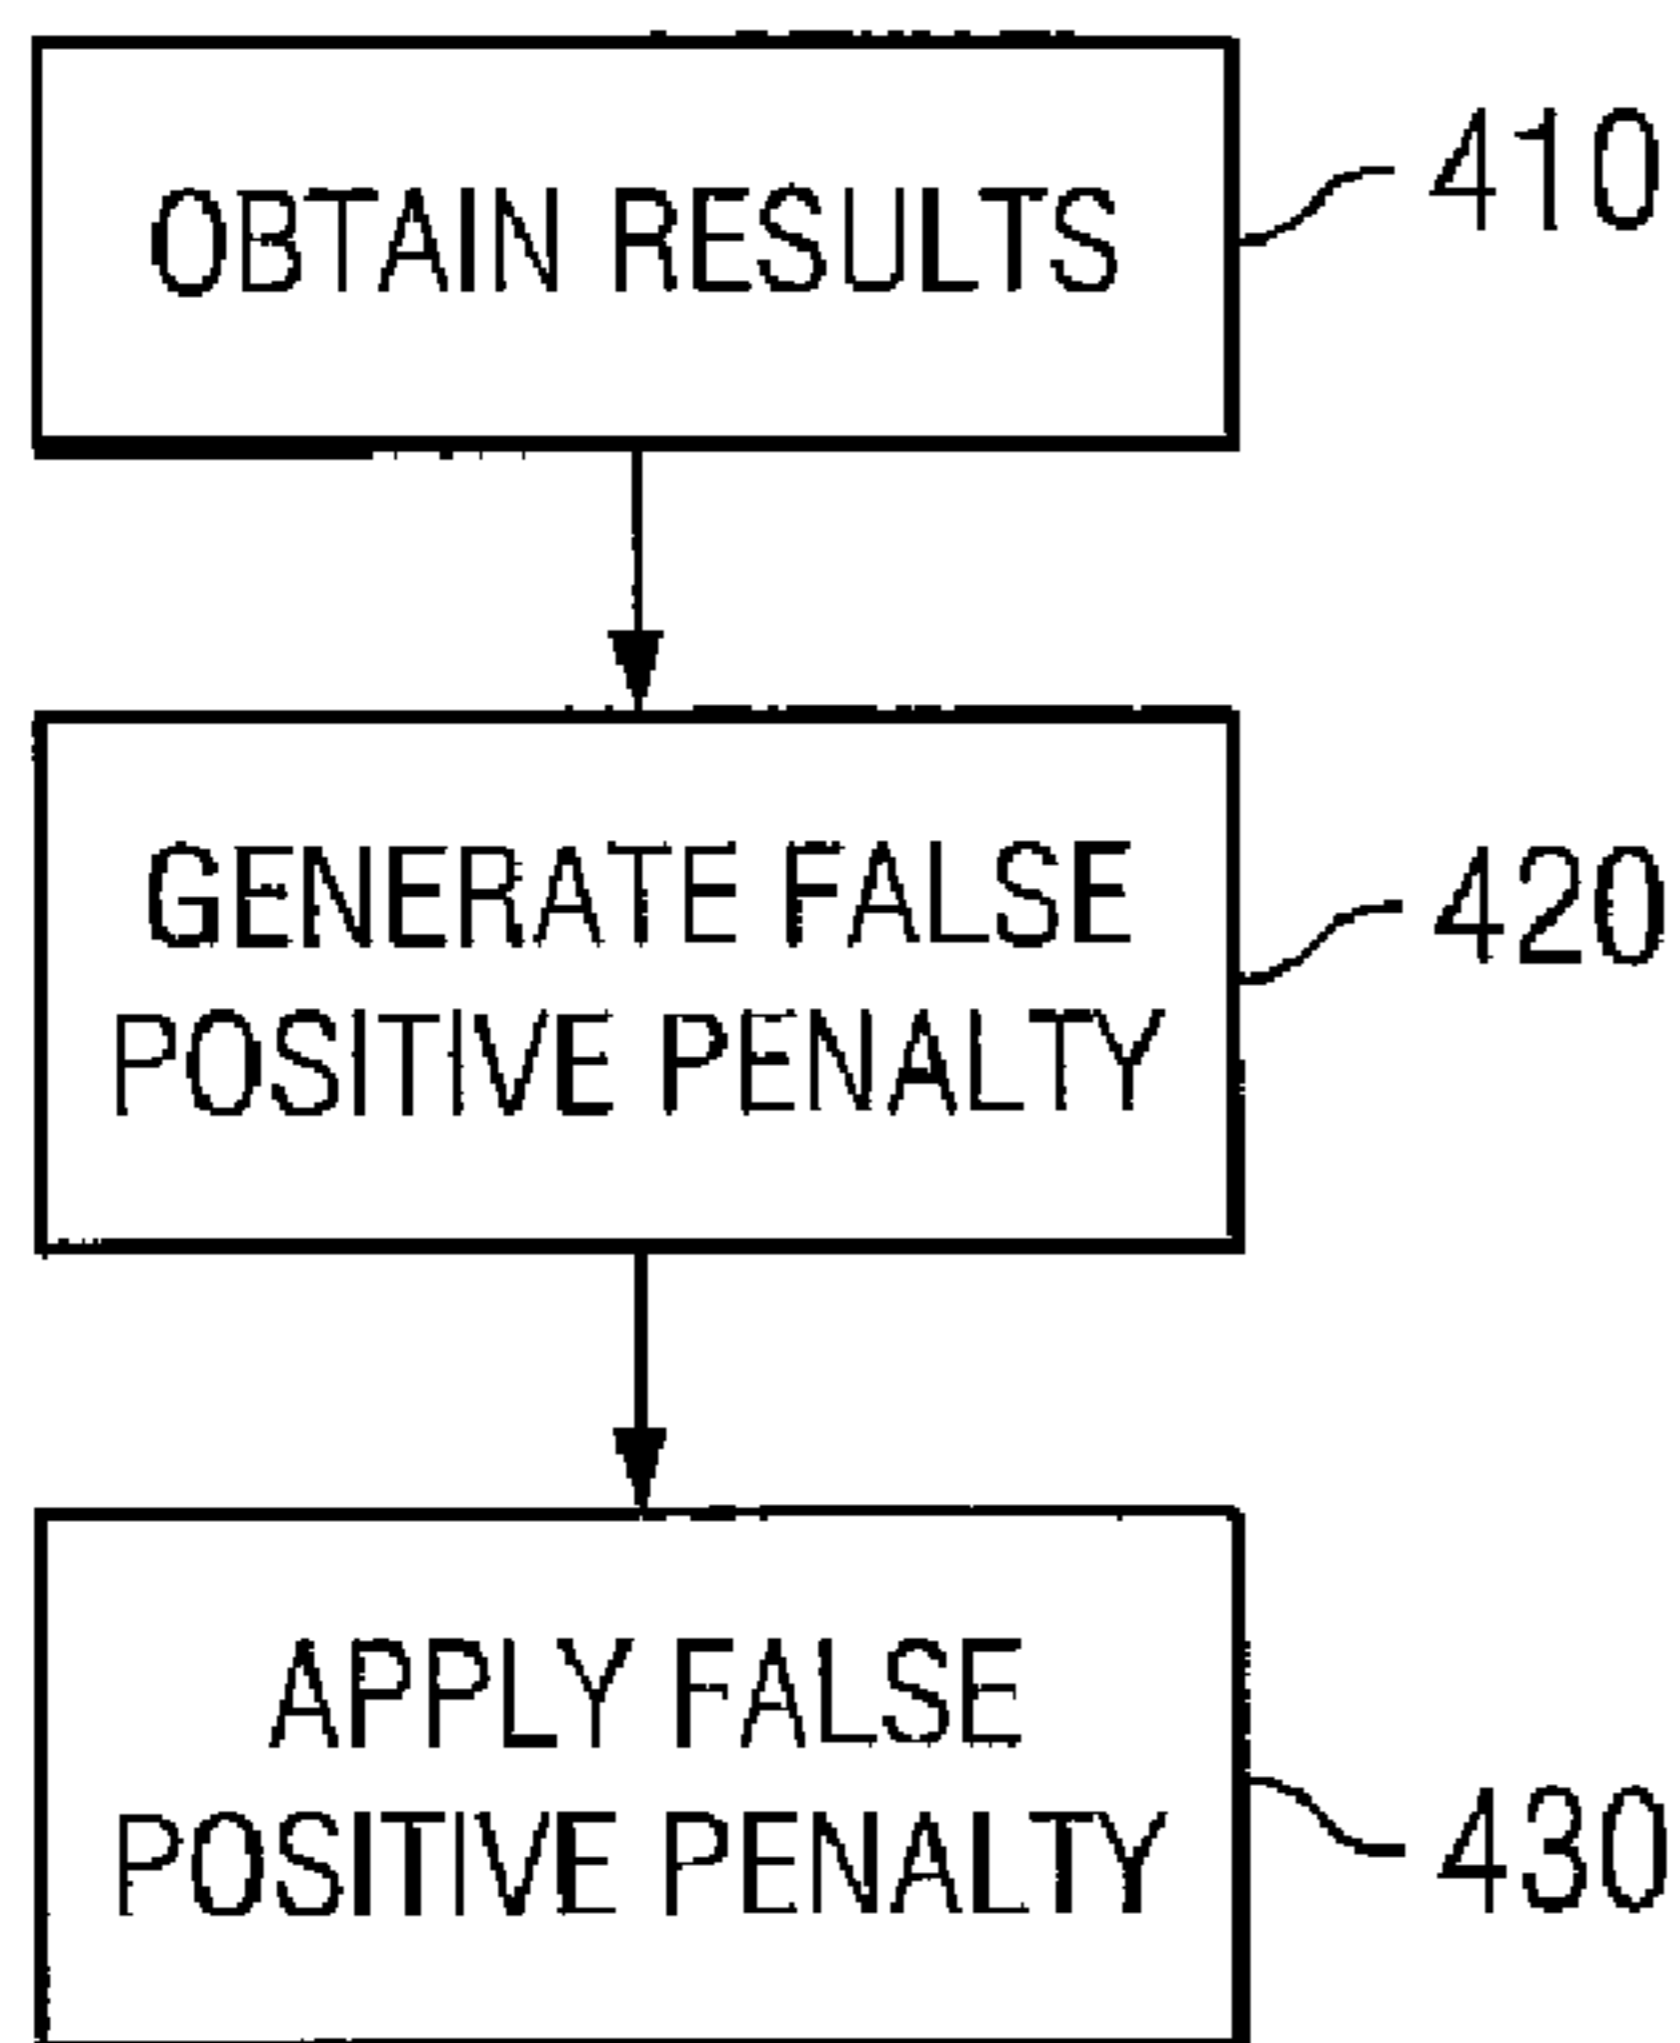 OBTAIN RESULTS
410
GENERATE FALSE
POSITIVE PENALTY
420
APPLY FALSE
POSITIVE PENALTY
430